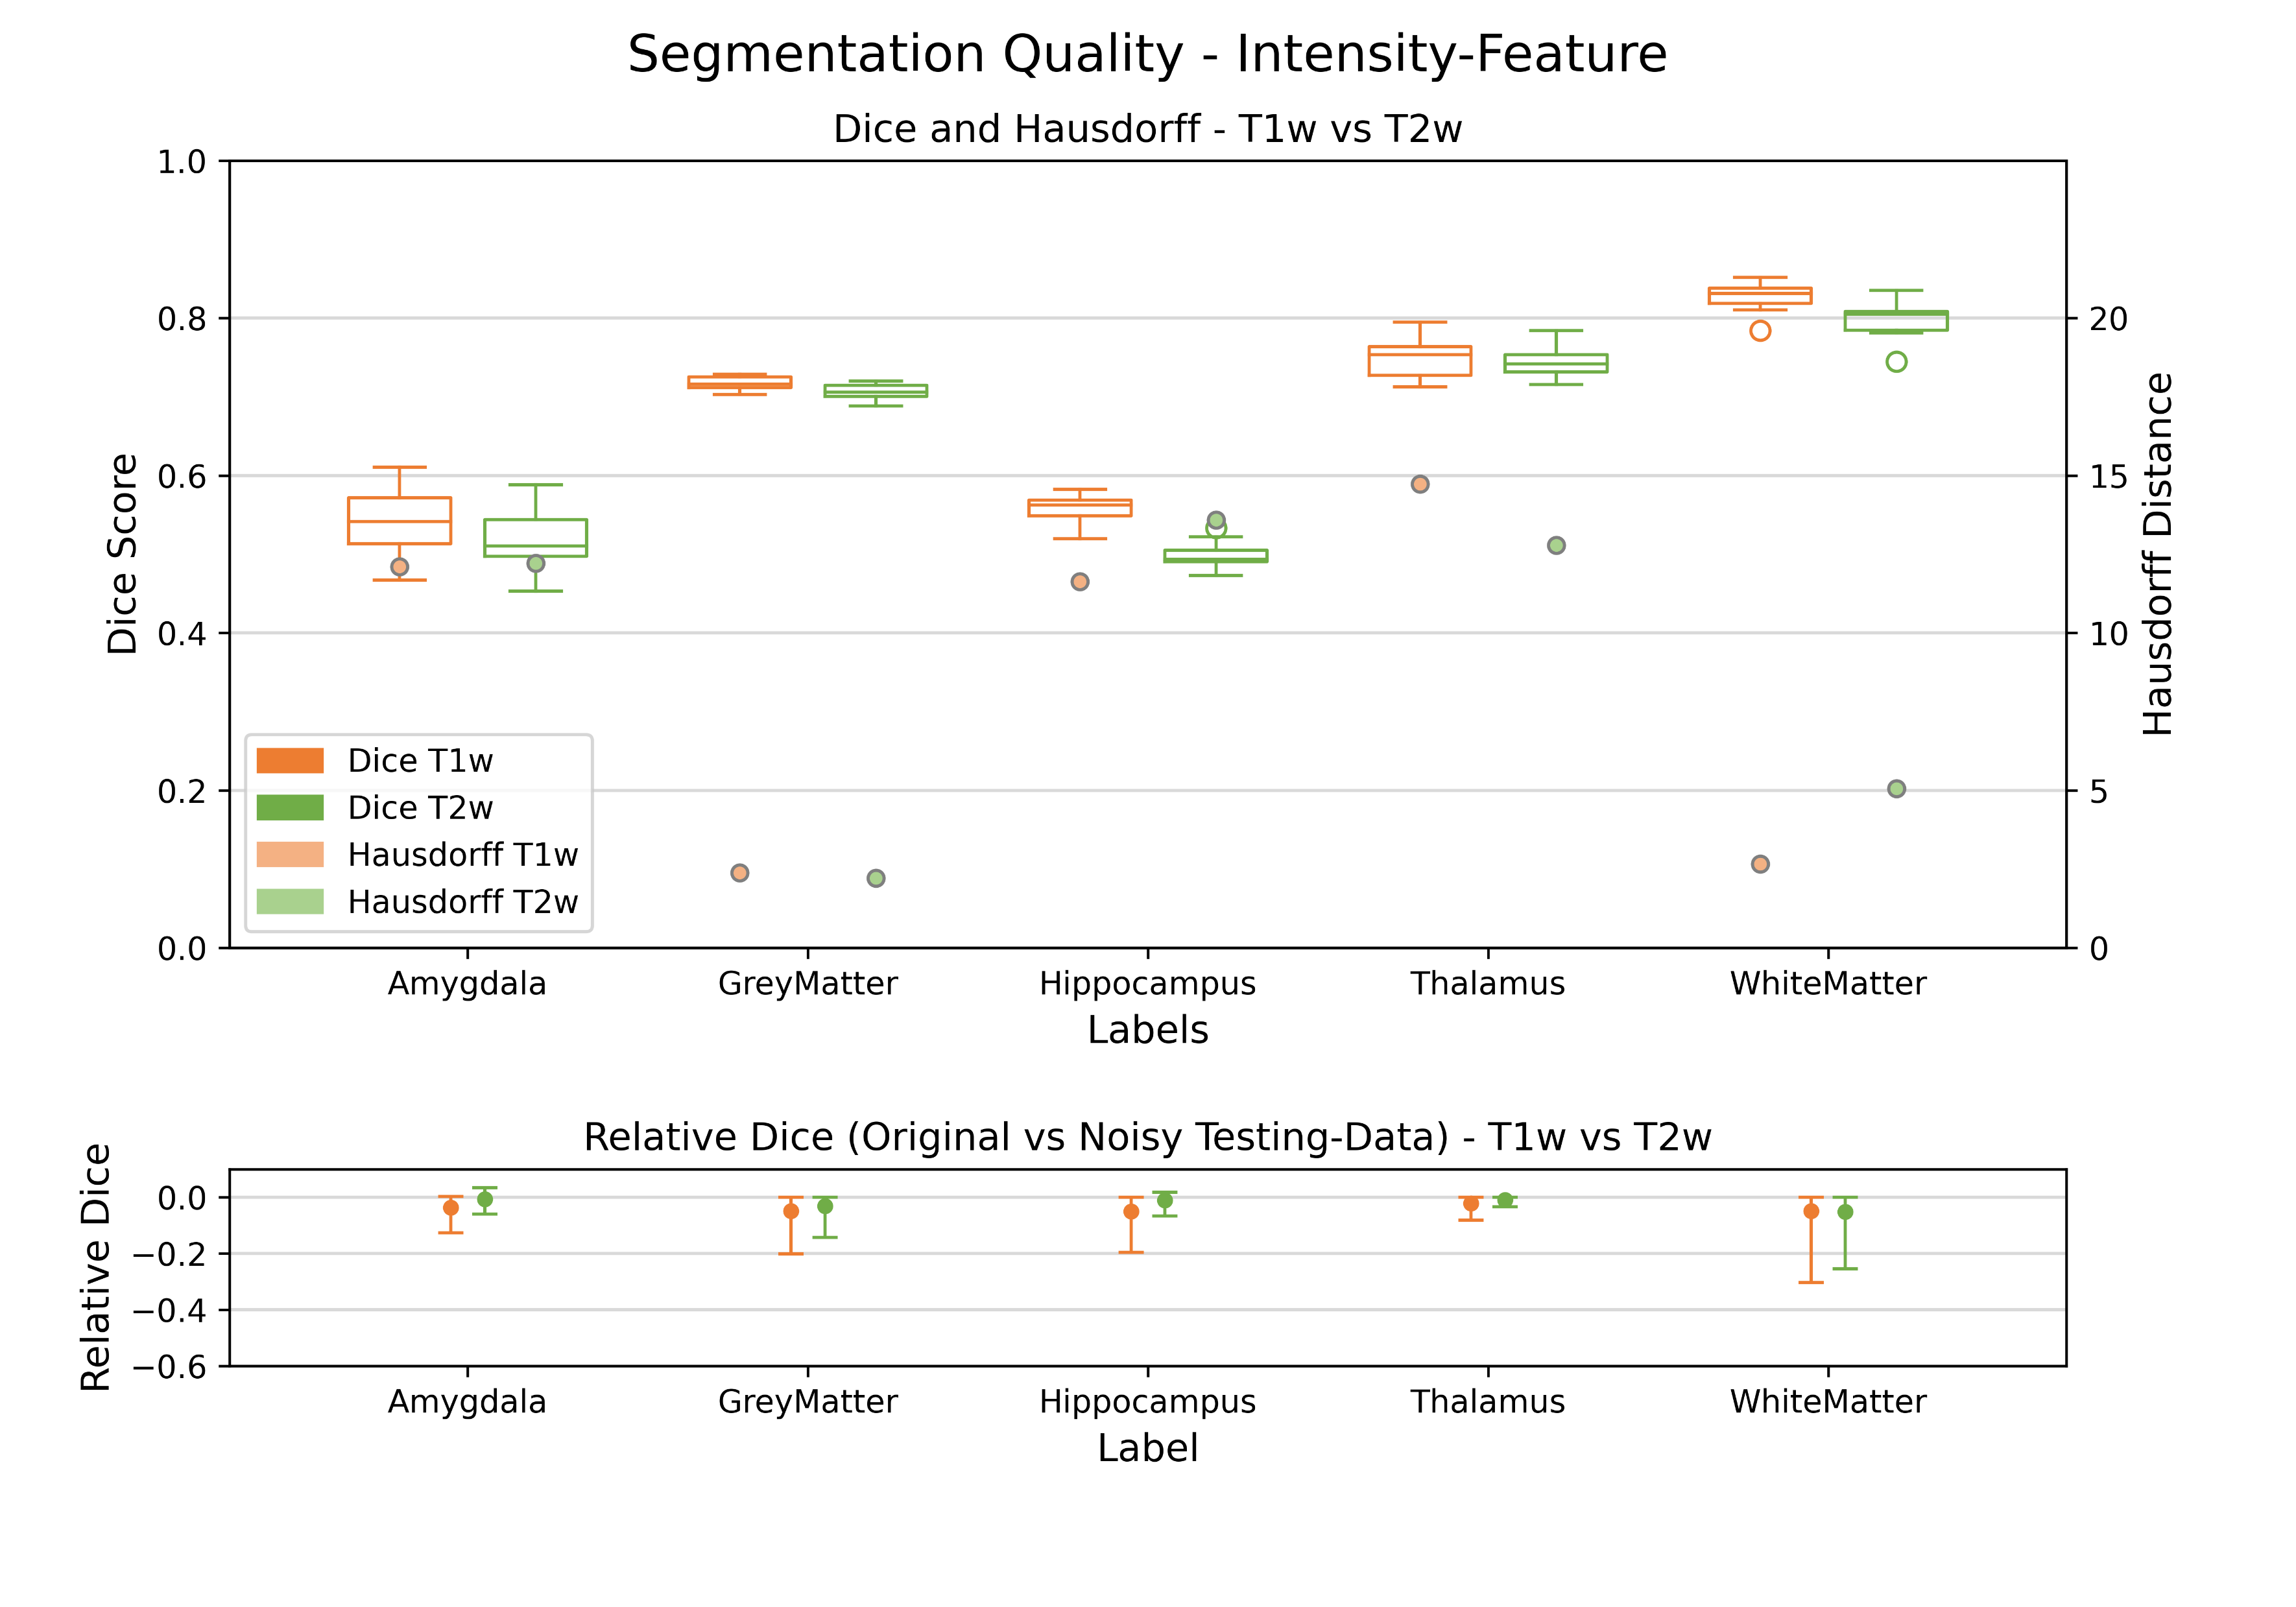 Segmentation Quality - Intensity-Feature
Dice and Hausdorff - T1w vs T2w
1.0
0.8
0.6
0.4
0.2
0.0
Dice Score
20
15
10
5
0
Hausdorff Distance
Dice T1w
Dice T2w
Hausdorff T1w
Hausdorff T2w
Amygdala GreyMatter Hippocampus Thalamus WhiteMatter
Labels
Relative Dice (Original vs Noisy Testing-Data) - T1w vs T2w
0.0
−0.2
−0.4
−0.6
Relative Dice
Amygdala GreyMatter Hippocampus Thalamus WhiteMatter
Label